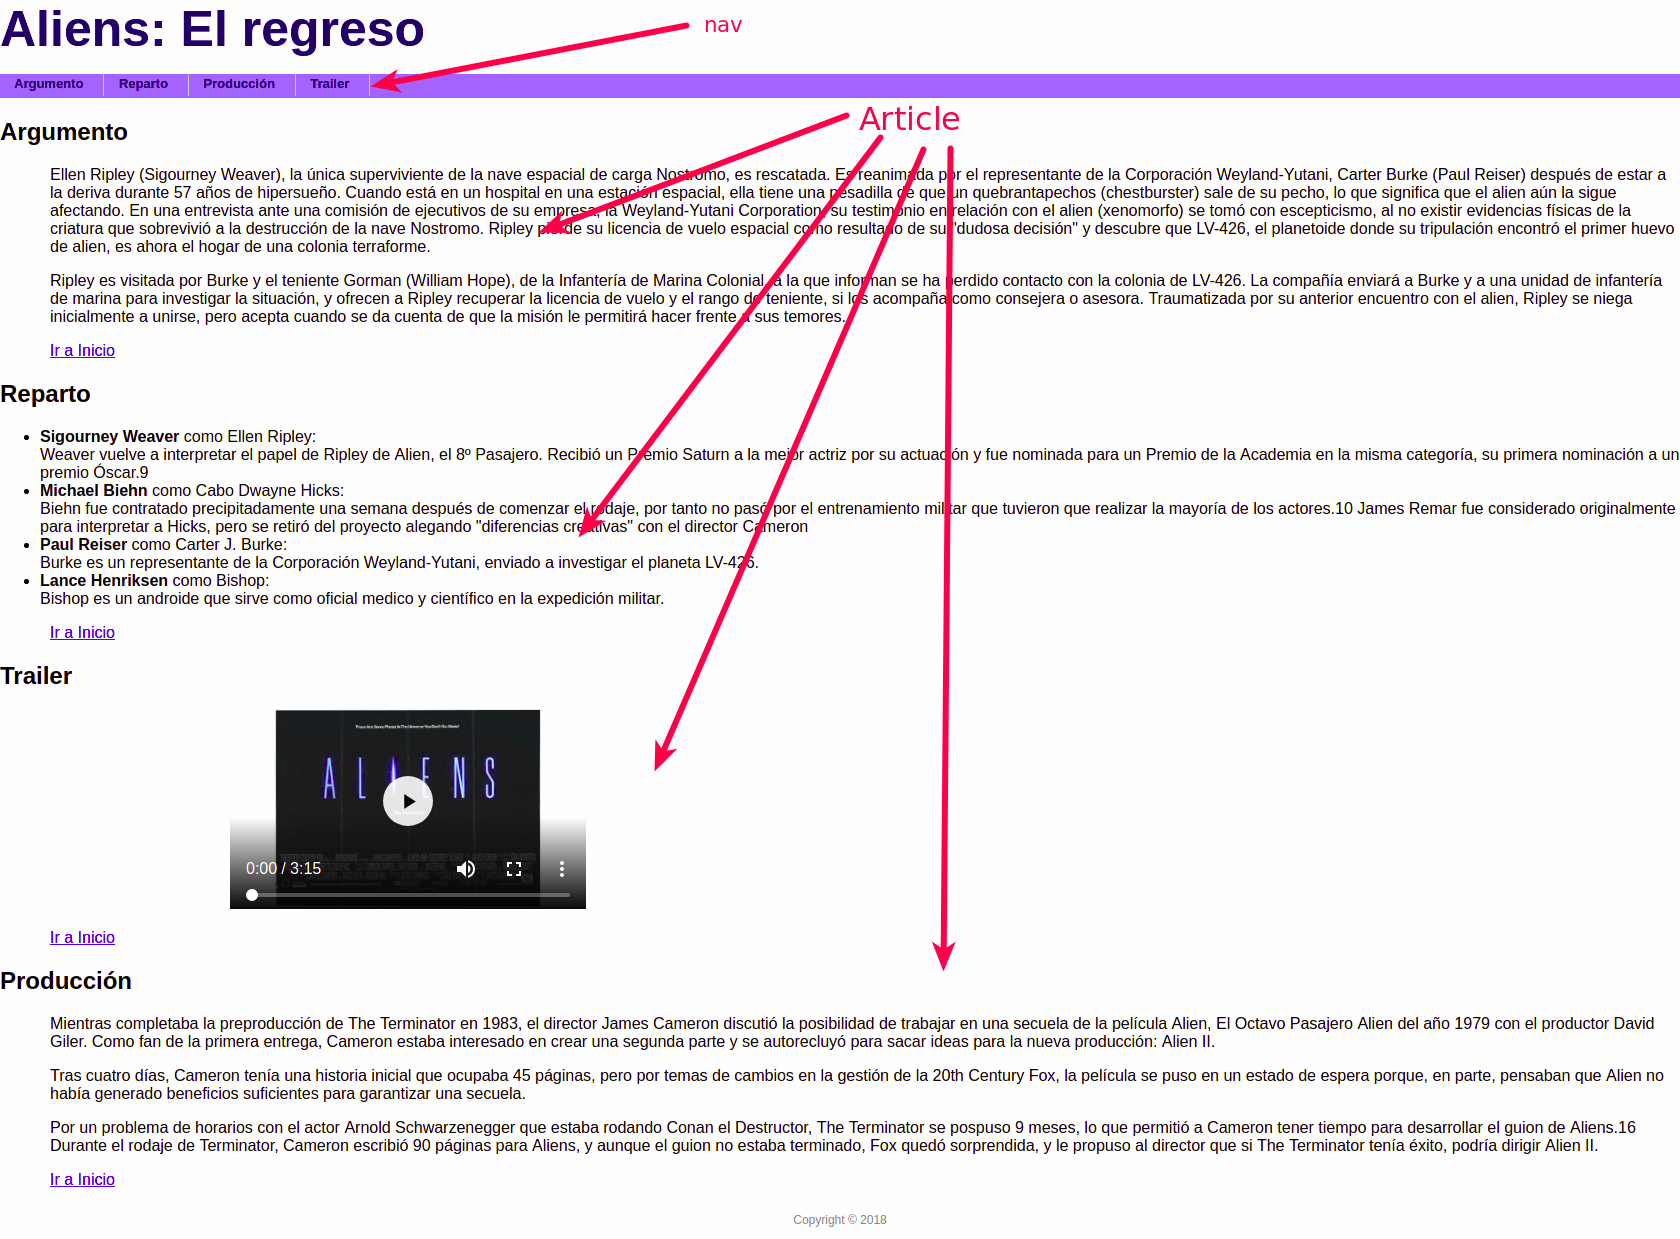 Aliens: El regreso
nav
Argumento Reparto Producción Trailer
Article
Argumento
Ellen Ripley (Sigourney Weaver), la única superviviente de la nave espacial de carga Nostromo, es rescatada. Es reanimada por el representante de la Corporación Weyland-Yutani, Carter Burke (Paul Reiser) después de estar a
la deriva durante 57 años de hipersueño. Cuando está en un hospital en una estación espacial, ella tiene una pesadilla de que un quebrantapechos (chestburster) sale de su pecho, lo que significa que el alien aún la sigue
afectando. En una entrevista ante una comisión de ejecutivos de su empresa, la Weyland-Yutani Corporation, su testimonio en relación con el alien (xenomorfo) se tomó con escepticismo, al no existir evidencias físicas de la
criatura que sobrevivió a la destrucción de la nave Nostromo. Ripley pierde su licencia de vuelo espacial como resultado de su "dudosa decisión" y descubre que LV-426, el planetoide donde su tripulación encontró el primer huevo
de alien, es ahora el hogar de una colonia terraforme.
Ripley es visitada por Burke y el teniente Gorman (William Hope), de la Infantería de Marina Colonial, a la que informan se ha perdido contacto con la colonia de LV-426. La compañía enviará a Burke y a una unidad de infantería
de marina para investigar la situación, y ofrecen a Ripley recuperar la licencia de vuelo y el rango de teniente, si los acompaña como consejera o asesora. Traumatizada por su anterior encuentro con el alien, Ripley se niega
inicialmente a unirse, pero acepta cuando se da cuenta de que la misión le permitirá hacer frente a sus temores.
Ir a Inicio
Reparto
Sigourney Weaver como Ellen Ripley:
Weaver vuelve a interpretar el papel de Ripley de Alien, el 8º Pasajero. Recibió un Premio Saturn a la mejor actriz por su actuación y fue nominada para un Premio de la Academia en la misma categoría, su primera nominación a un
premio Óscar.9
Michael Biehn como Cabo Dwayne Hicks:
Biehn fue contratado precipitadamente una semana después de comenzar el rodaje, por tanto no pasó por el entrenamiento militar que tuvieron que realizar la mayoría de los actores.10 James Remar fue considerado originalmente
para interpretar a Hicks, pero se retiró del proyecto alegando "diferencias creativas" con el director Cameron
Paul Reiser como Carter J. Burke:
Burke es un representante de la Corporación Weyland-Yutani, enviado a investigar el planeta LV-426.
Lance Henriksen como Bishop:
Bishop es un androide que sirve como oficial medico y científico en la expedición militar.
Ir a Inicio
Trailer
There Are Some Places In The Universe You Don't Go Alone!
ALIENS
0:00 / 3:15
Ir a Inicio
Producción
Mientras completaba la preproducción de The Terminator en 1983, el director James Cameron discutió la posibilidad de trabajar en una secuela de la película Alien, El Octavo Pasajero Alien del año 1979 con el productor David
Giler. Como fan de la primera entrega, Cameron estaba interesado en crear una segunda parte y se autorecluyó para sacar ideas para la nueva producción: Alien II.
Tras cuatro días, Cameron tenía una historia inicial que ocupaba 45 páginas, pero por temas de cambios en la gestión de la 20th Century Fox, la película se puso en un estado de espera porque, en parte, pensaban que Alien no
había generado beneficios suficientes para garantizar una secuela.
Por un problema de horarios con el actor Arnold Schwarzenegger que estaba rodando Conan el Destructor, The Terminator se pospuso 9 meses, lo que permitió a Cameron tener tiempo para desarrollar el guion de Aliens.16
Durante el rodaje de Terminator, Cameron escribió 90 páginas para Aliens, y aunque el guion no estaba terminado, Fox quedó sorprendida, y le propuso al director que si The Terminator tenía éxito, podría dirigir Alien II.
Ir a Inicio
Copyright © 2018